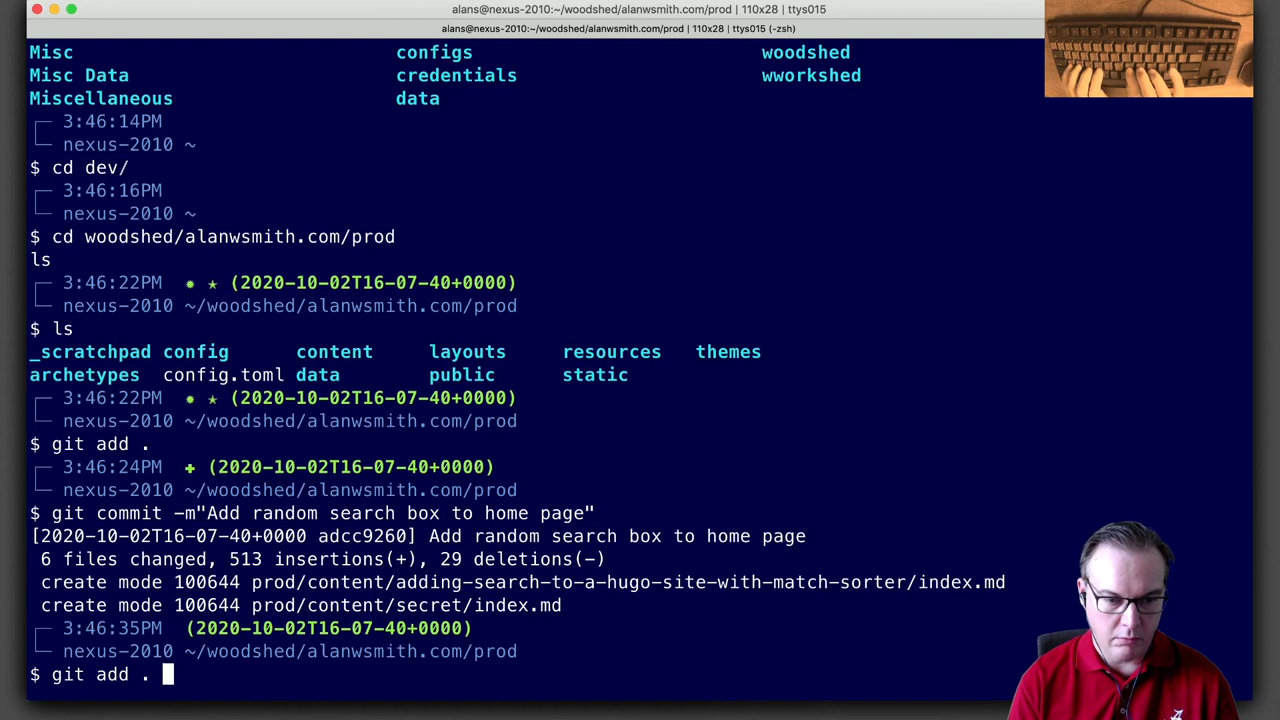 alans@nexus-2010:~/woodshed/alanwsmith.com/prod | 110x28 | ttys015
alans@nexus-2010:~/woodshed/alanwsmith.com/prod | 110x28 | ttys015 (-zsh)
Misc configs woodshed
Misc Data credentials wworkshed
Miscellaneous data
3:46:14PM
nexus-2010 ~
$ cd dev/
3:46:16PM
nexus-2010 ~
$ cd woodshed/alanwsmith.com/prod
ls
3:46:22PM ✹ ★ (2020-10-02T16-07-40+0000)
nexus-2010 ~/woodshed/alanwsmith.com/prod
$ ls
_scratchpad config content layouts resources themes
archetypes config.toml data public static
3:46:22PM ✹ ★ (2020-10-02T16-07-40+0000)
nexus-2010 ~/woodshed/alanwsmith.com/prod
$ git add .
3:46:24PM ✚ (2020-10-02T16-07-40+0000)
nexus-2010 ~/woodshed/alanwsmith.com/prod
$ git commit -m"Add random search box to home page"
[2020-10-02T16-07-40+0000 adcc9260] Add random search box to home page
6 files changed, 513 insertions(+), 29 deletions(-)
create mode 100644 prod/content/adding-search-to-a-hugo-site-with-match-sorter/index.md
create mode 100644 prod/content/secret/index.md
3:46:35PM (2020-10-02T16-07-40+0000)
nexus-2010 ~/woodshed/alanwsmith.com/prod
$ git add .